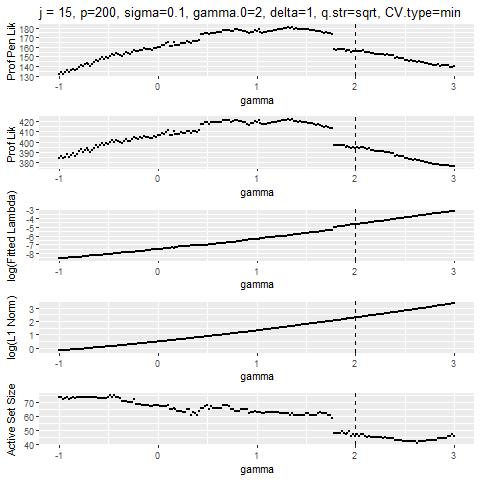 j = 15, p=200, sigma=0.1, gamma.0=2, delta=1, q.str=sqrt, CV.type=min
Prof Pen Lik
180
170
160
150
140
130
-1 0 1 2 3
gamma
Prof Lik
420
410
400
390
380
-1 0 1 2 3
gamma
log(Fitted Lambda)
-3
-4
-5
-6
-7
-8
-1 0 1 2 3
gamma
log(L1 Norm)
3
2
1
0
-1 0 1 2 3
gamma
Active Set Size
70
60
50
40
-1 0 1 2 3
gamma